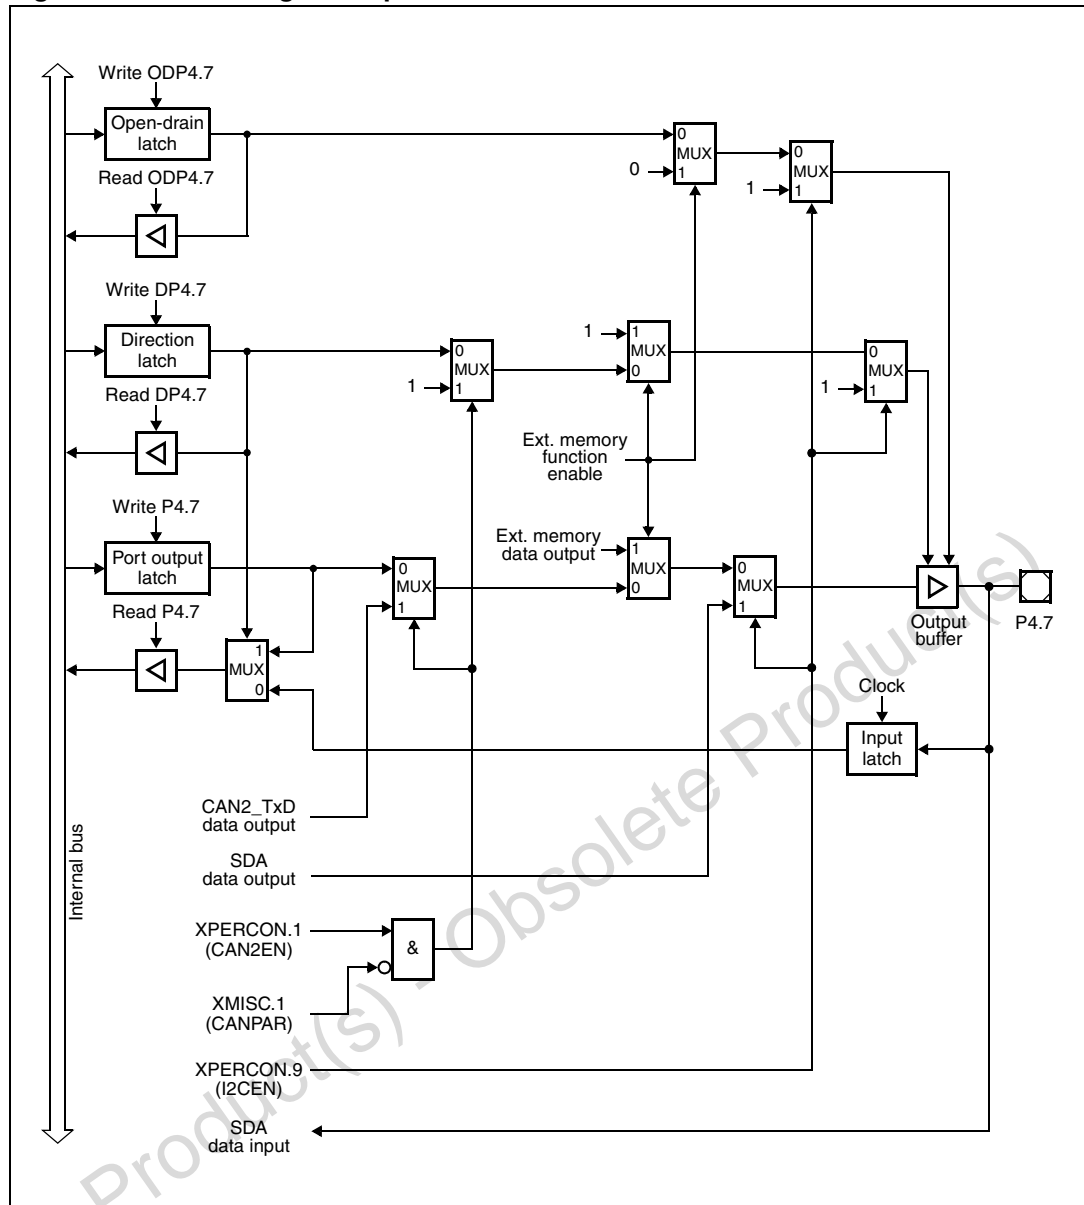 Write ODP4.7
Open-drain
latch
0
MUX
1
0
0
MUX
1
1
Read ODP4.7
Write DP4.7
Direction
latch
0
MUX
1
1
1
MUX
0
1
0
MUX
1
1
Read DP4.7
Ext. memory
function
enable
Write P4.7
Port output
latch
0
MUX
1
Ext. memory
data output
1
MUX
0
0
MUX
1
Output
buffer
P4.7
Read P4.7
1
MUX
0
Clock
Input
latch
CAN2_TxD
data output
SDA
data output
XPERCON.1
(CAN2EN)
&
XMISC.1
(CANPAR)
XPERCON.9
(I2CEN)
SDA
data input
Internal bus
Product(s) - Obsolete Product(s)